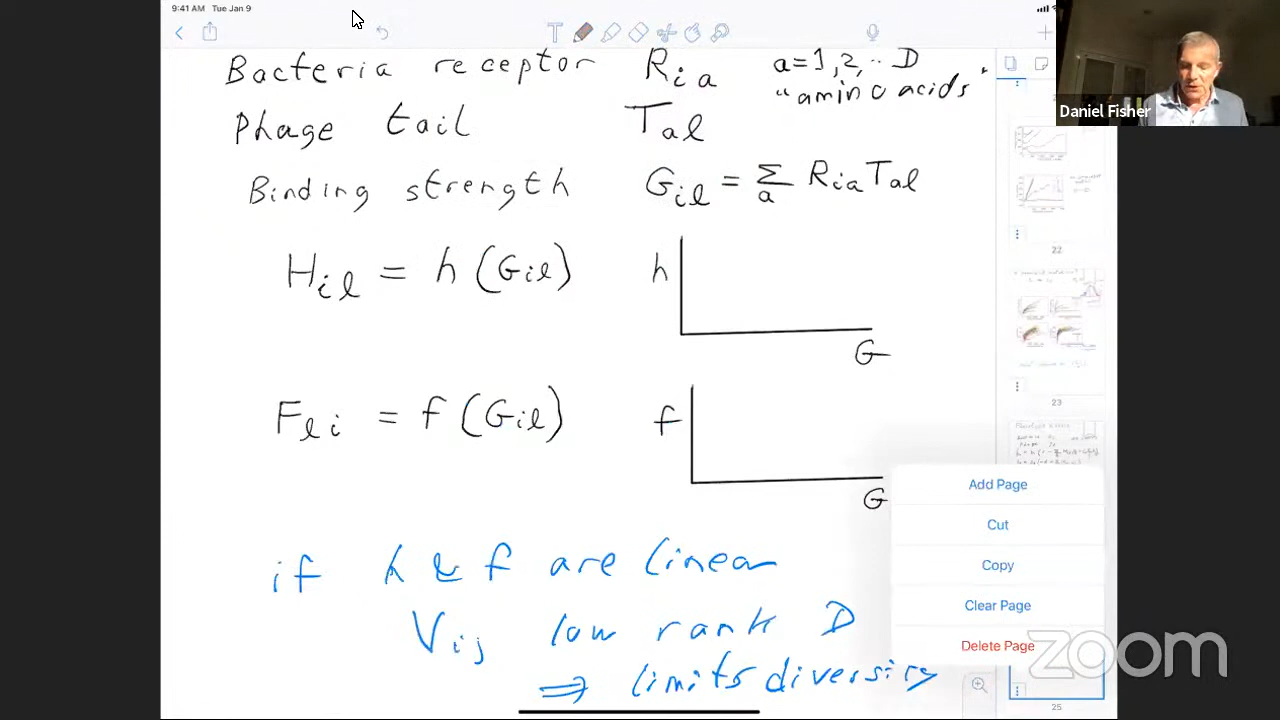 9:41 AM Tue Jan 9
Bacteria receptor R_ia a=1,2,..D
"amino acids"
Phage tail T_al
Binding strength G_il = Σ_a R_ia T_al
H_il = h (G_il)
h
G
F_li = f (G_il)
f
G
if h & f are linear
V_ij low rank D
⇒ limits diversity
Daniel Fisher
22
23
25
Add Page
Cut
Copy
Clear Page
Delete Page
zoom